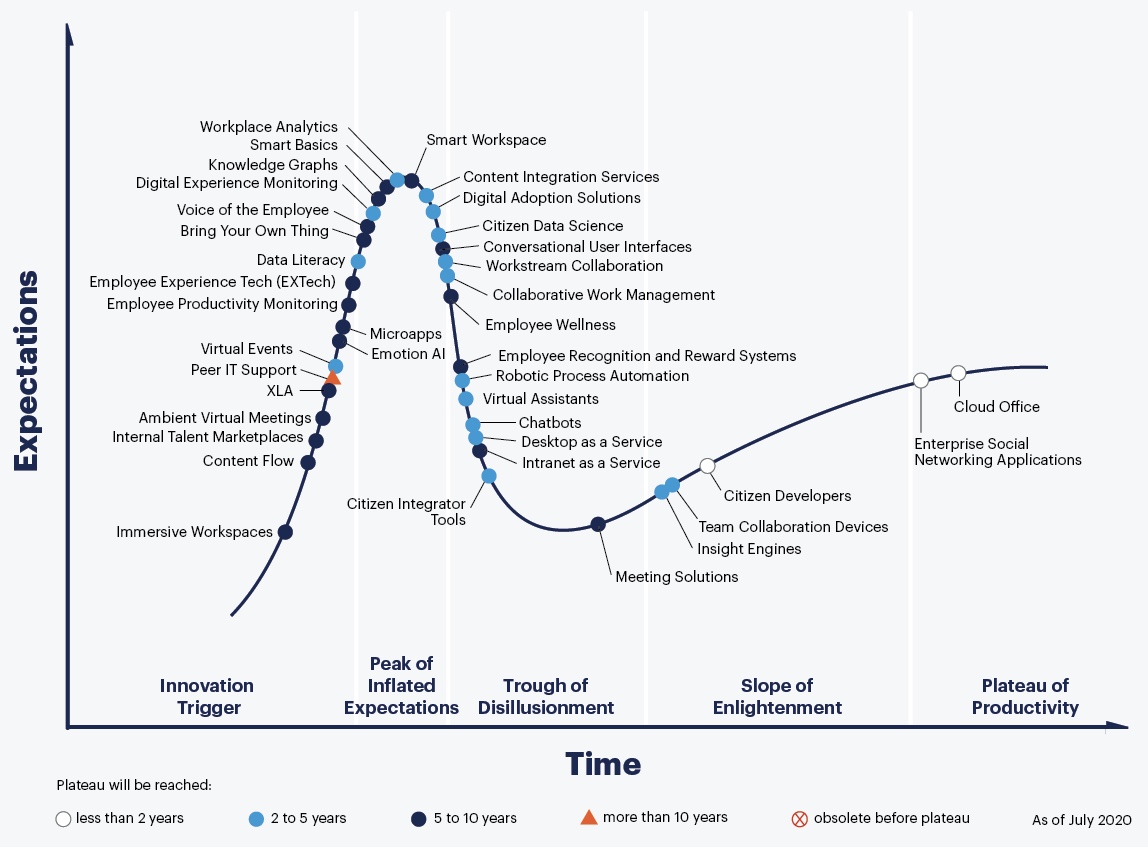 Expectations
Workplace Analytics
Smart Basics
Knowledge Graphs
Digital Experience Monitoring
Voice of the Employee
Bring Your Own Thing
Data Literacy
Employee Experience Tech (EXTech)
Employee Productivity Monitoring
Microapps
Emotion AI
Virtual Events
Peer IT Support
XLA
Ambient Virtual Meetings
Internal Talent Marketplaces
Content Flow
Immersive Workspaces
Smart Workspace
Content Integration Services
Digital Adoption Solutions
Citizen Data Science
Conversational User Interfaces
Workstream Collaboration
Collaborative Work Management
Employee Wellness
Employee Recognition and Reward Systems
Robotic Process Automation
Virtual Assistants
Chatbots
Desktop as a Service
Intranet as a Service
Citizen Integrator
Tools
Meeting Solutions
Insight Engines
Team Collaboration Devices
Citizen Developers
Enterprise Social
Networking Applications
Cloud Office
Innovation
Trigger
Peak of
Inflated
Expectations
Trough of
Disillusionment
Slope of
Enlightenment
Plateau of
Productivity
Time
Plateau will be reached:
less than 2 years
2 to 5 years
5 to 10 years
more than 10 years
obsolete before plateau
As of July 2020